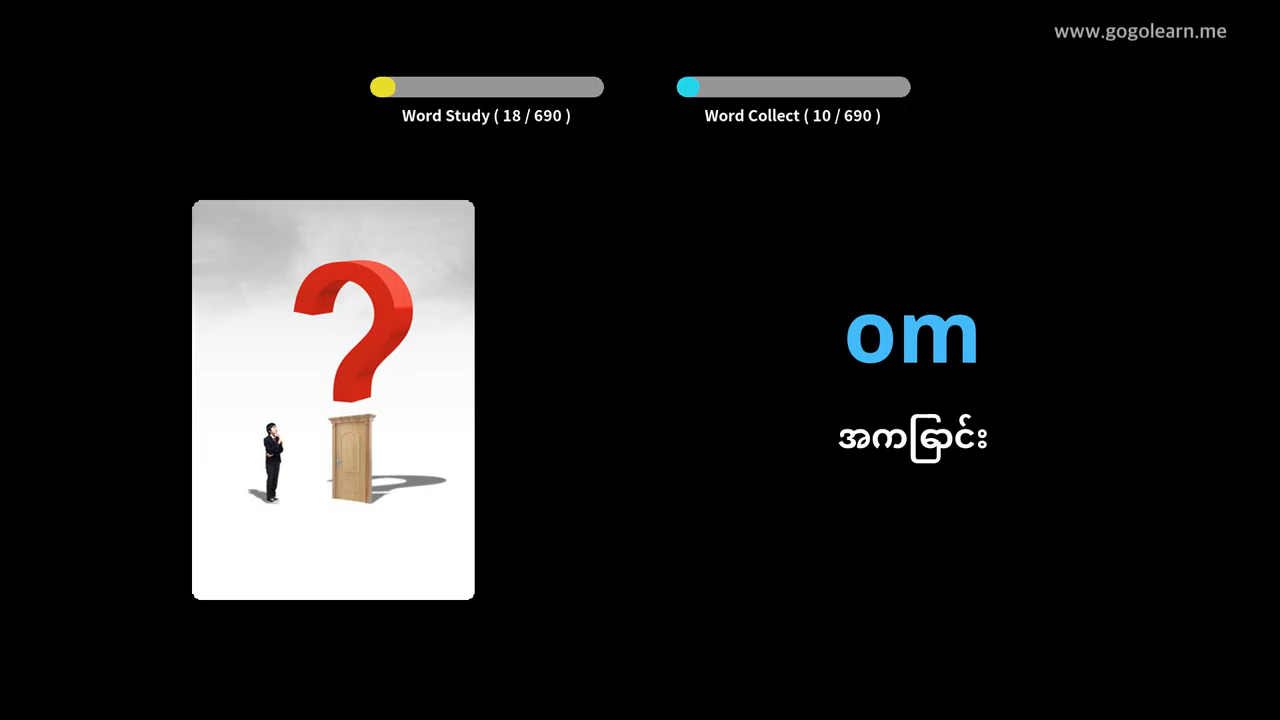 www.gogolearn.me
Word Study ( 18 / 690 )
Word Collect ( 10 / 690 )
om
အကြောင်း